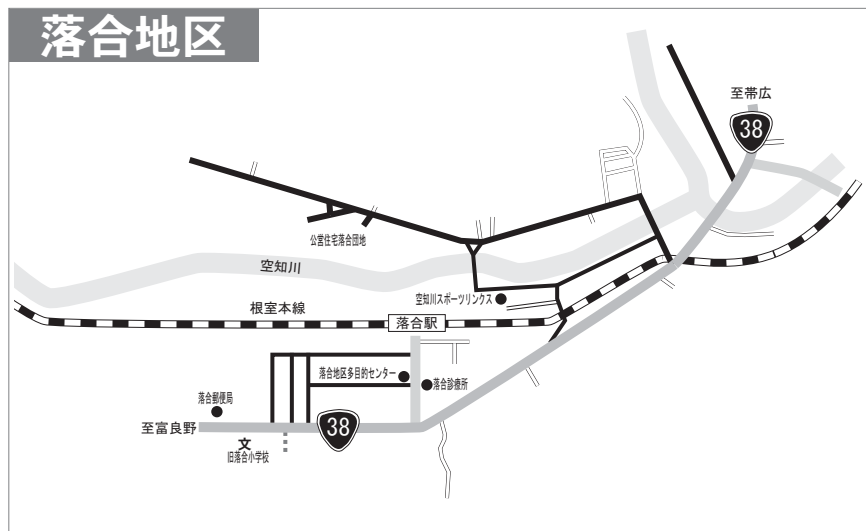 落合地区
至帯広
38
公営住宅落合団地
空知川
空知川スポーツリンクス
根室本線
落合駅
落合地区多目的センター
落合診療所
落合郵便局
至富良野
38
文
旧落合小学校